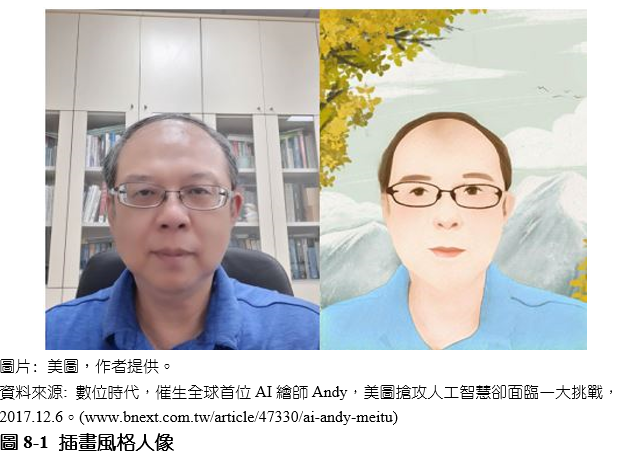 圖片: 美圖，作者提供。
資料來源: 數位時代，催生全球首位 AI 繪師 Andy，美圖搶攻人工智慧卻面臨一大挑戰，
2017.12.6。(www.bnext.com.tw/article/47330/ai-andy-meitu)
圖 8-1 插畫風格人像